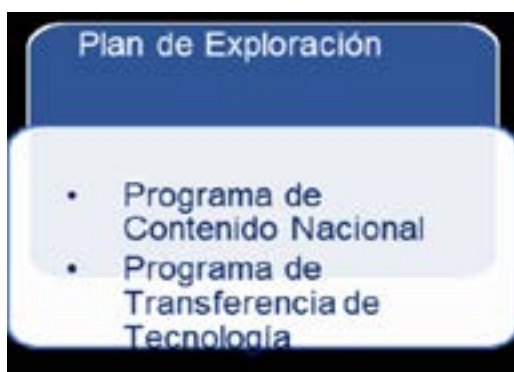 Plan de Exploración
• Programa de
Contenido Nacional
• Programa de
Transferencia de
Tecnología